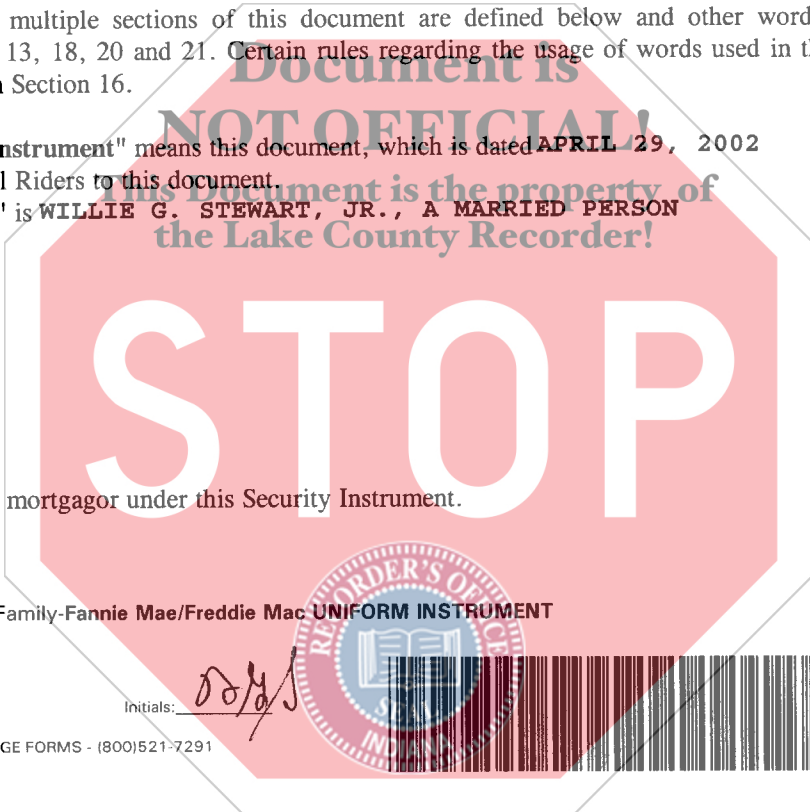 multiple sections of this document are defined below and other word
13, 18, 20 and 21. Certain rules regarding the usage of words used in
Section 16.
Document is
NOT OFFICIAL!
nstrument" means this document, which is dated APRIL 29, 2002
l Riders to this document.
This Document is the property of
" is WILLIE G. STEWART, JR., A MARRIED PERSON
the Lake County Recorder!
STOP
mortgagor under this Security Instrument.
RECORDER'S OFFICE
SEAL
INDIANA
Family-Fannie Mae/Freddie Mac UNIFORM INSTRUMENT
Initials:
GE FORMS - (800)521-7291